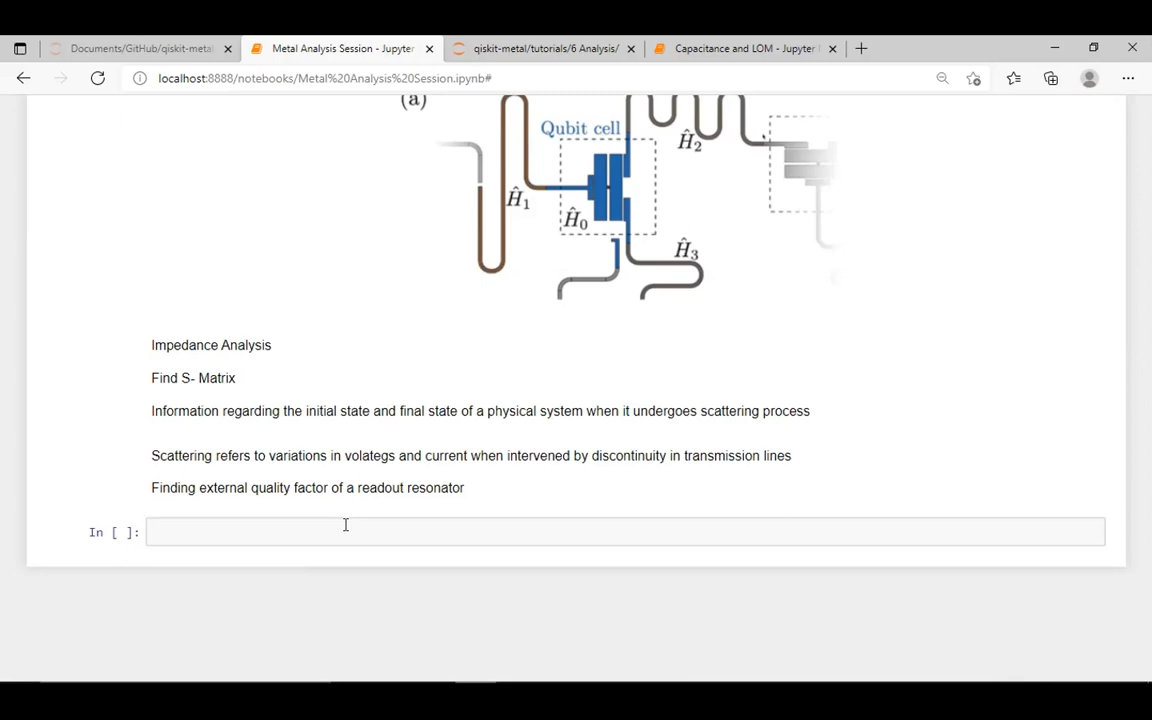 Documents/GitHub/qiskit-metal
Metal Analysis Session - Jupyter
qiskit-metal/tutorials/6 Analysis/
Capacitance and LOM - Jupyter
localhost:8888/notebooks/Metal%20Analysis%20Session.ipynb#
(a)
Qubit cell
Ĥ2
Ĥ1
Ĥ0
Ĥ3
Impedance Analysis
Find S- Matrix
Information regarding the initial state and final state of a physical system when it undergoes scattering process
Scattering refers to variations in volategs and current when intervened by discontinuity in transmission lines
Finding external quality factor of a readout resonator
In [ ]: